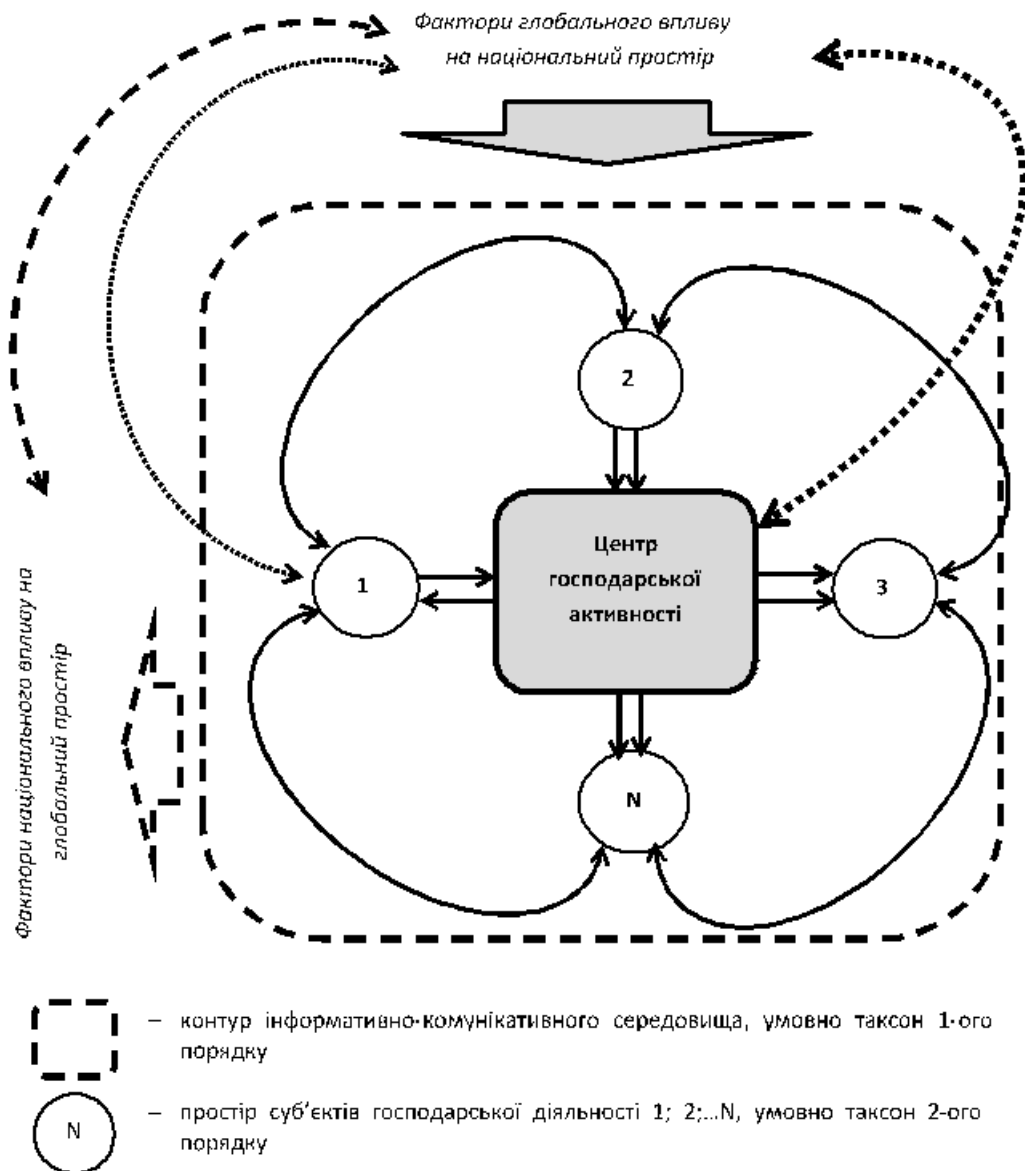 Фактори глобального впливу
на національний простір
2
Центр
господарської
активності
1
3
N
Фактори національного впливу на
глобальний простір
– контур інформативно-комунікативного середовища, умовно таксон 1-ого
порядку
N
– простір суб’єктів господарської діяльності 1; 2;...N, умовно таксон 2-ого
порядку